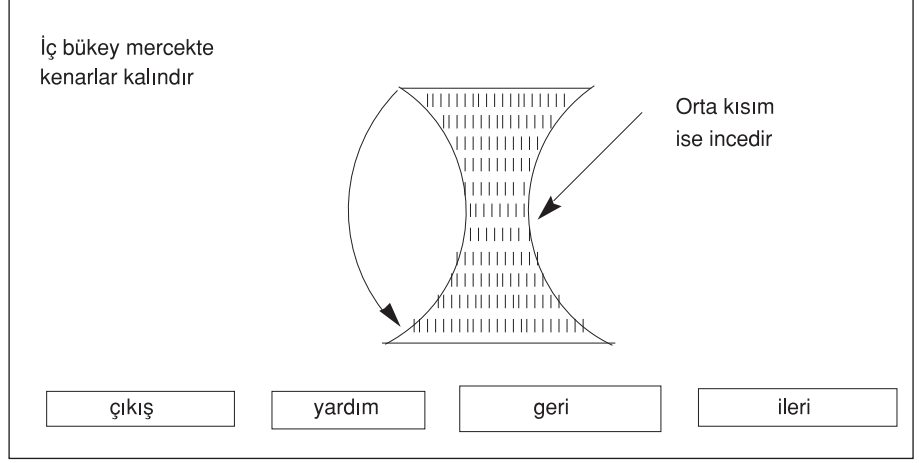 İç bükey mercekte
kenarlar kalındır
Orta kısım
ise incedir
çıkış
yardım
geri
ileri